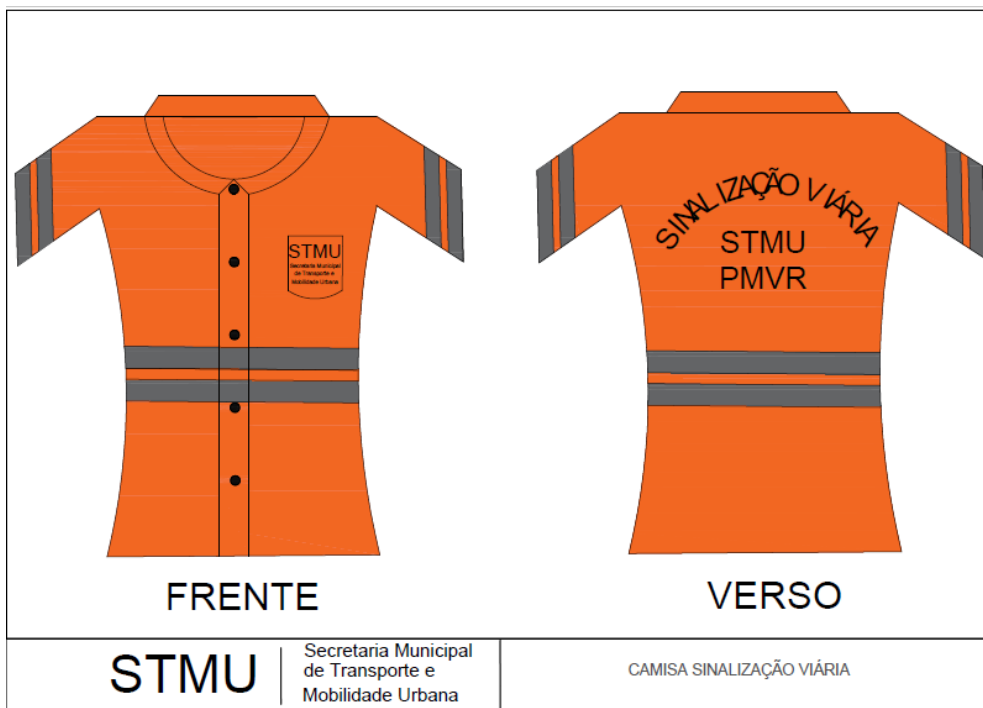 STMU
Secretaria Municipal
de Transporte e
Mobilidade Urbana
SINALIZAÇÃO VIÁRIA
STMU
PMVR
FRENTE
VERSO
STMU
Secretaria Municipal
de Transporte e
Mobilidade Urbana
CAMISA SINALIZAÇÃO VIÁRIA